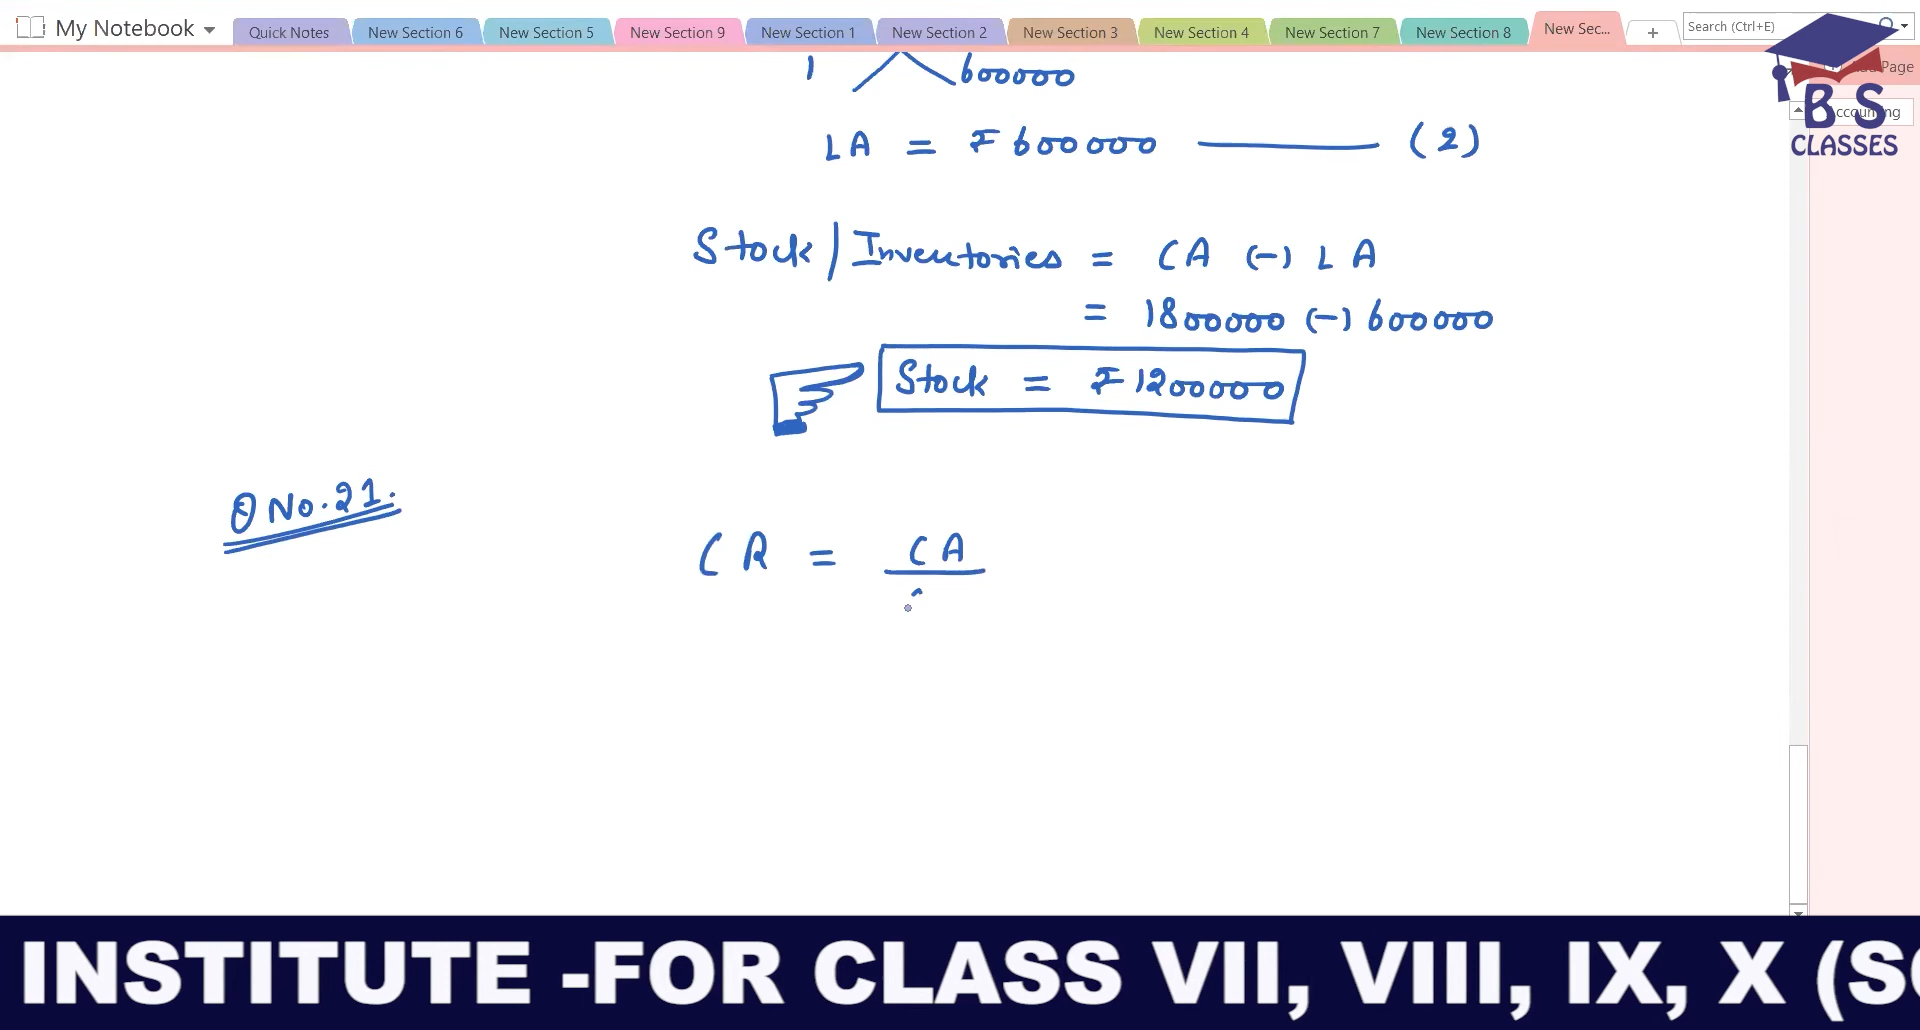 My Notebook
Quick Notes
New Section 6
New Section 5
New Section 9
New Section 1
New Section 2
New Section 3
New Section 4
New Section 7
New Section 8
New Sec...
Search (Ctrl+E)
Page
B S
CLASSES
1 600000
LA = ₹ 600000 ——— (2)
Stock / Inventories = CA (-) LA
= 1800000 (-) 600000
Stock = ₹ 1200000
Q No. 21.
CR = CA
INSTITUTE -FOR CLASS VII, VIII, IX, X (S